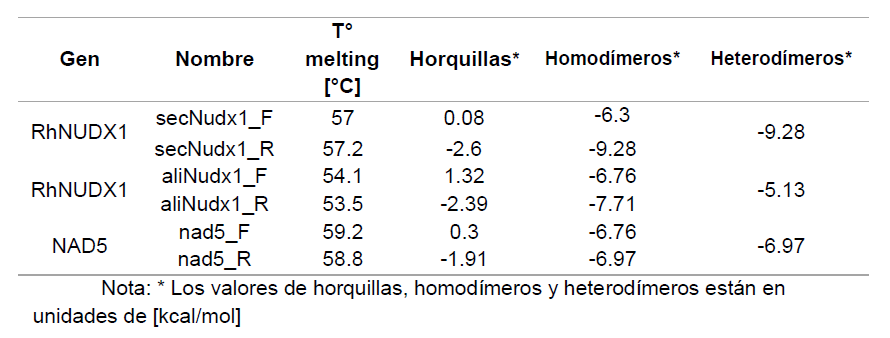 Gen Nombre T° melting [°C] Horquillas* Homodímeros* Heterodímeros*
RhNUDX1 secNudx1_F 57 0.08 -6.3 -9.28
secNudx1_R 57.2 -2.6 -9.28
RhNUDX1 aliNudx1_F 54.1 1.32 -6.76 -5.13
aliNudx1_R 53.5 -2.39 -7.71
NAD5 nad5_F 59.2 0.3 -6.76 -6.97
nad5_R 58.8 -1.91 -6.97
Nota: * Los valores de horquillas, homodímeros y heterodímeros están en
unidades de [kcal/mol]